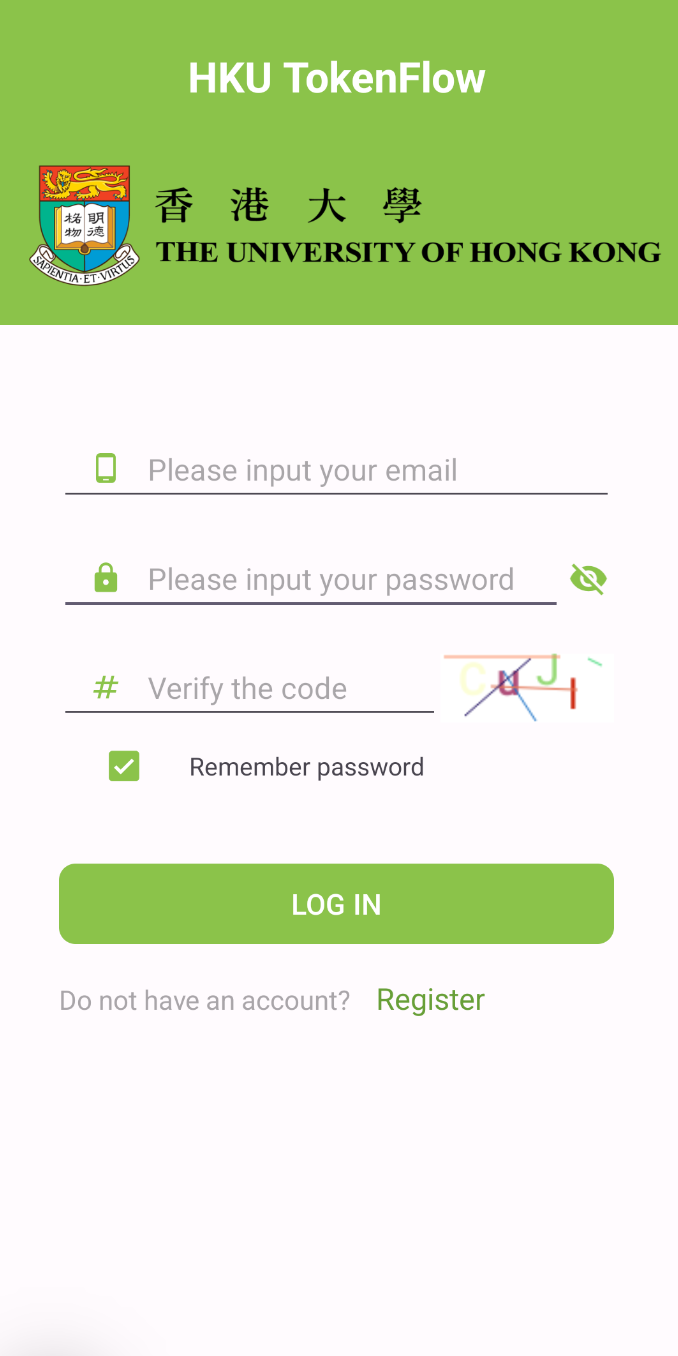 HKU TokenFlow
香港大學
THE UNIVERSITY OF HONG KONG
明德
格物
SAPIENTIA·ET·VIRTUS
Please input your email
Please input your password
# Verify the code
Remember password
LOG IN
Do not have an account? Register